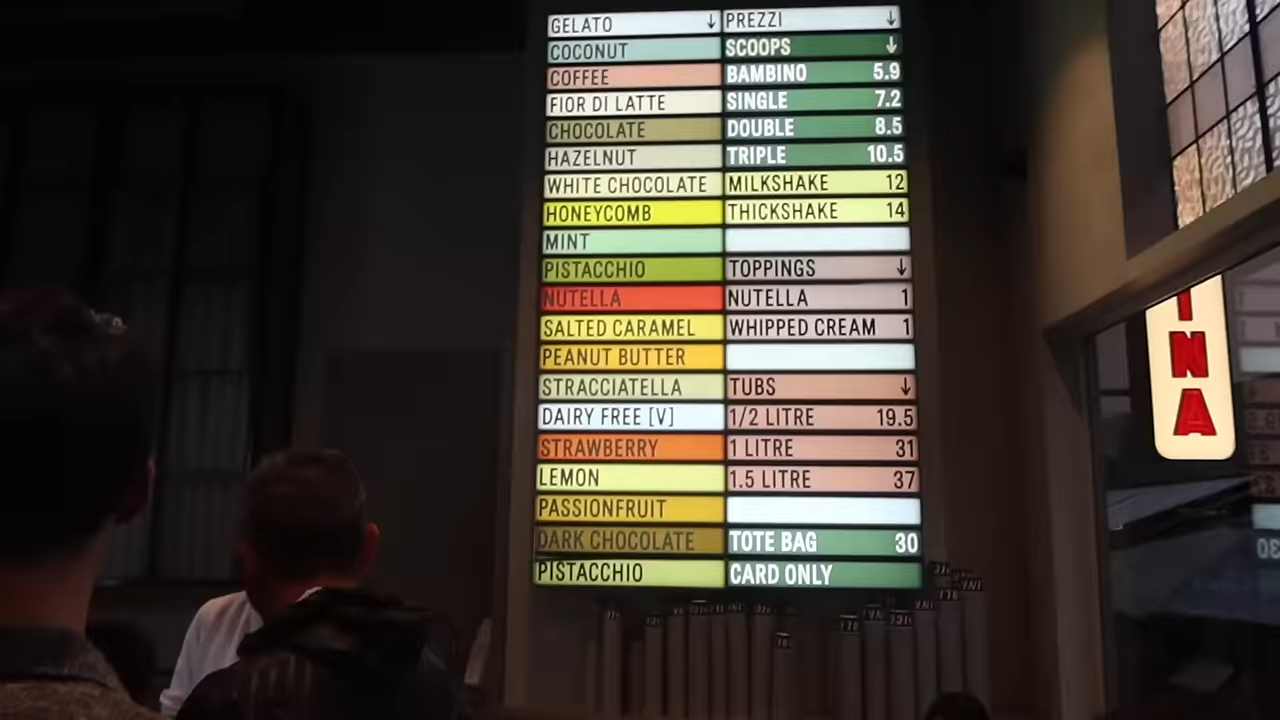 GELATO ↓ PREZZI ↓
COCONUT SCOOPS ↓
COFFEE BAMBINO 5.9
FIOR DI LATTE SINGLE 7.2
CHOCOLATE DOUBLE 8.5
HAZELNUT TRIPLE 10.5
WHITE CHOCOLATE MILKSHAKE 12
HONEYCOMB THICKSHAKE 14
MINT
PISTACCHIO TOPPINGS ↓
NUTELLA NUTELLA 1
SALTED CARAMEL WHIPPED CREAM 1
PEANUT BUTTER
STRACCIATELLA TUBS ↓
DAIRY FREE [V] 1/2 LITRE 19.5
STRAWBERRY 1 LITRE 31
LEMON 1.5 LITRE 37
PASSIONFRUIT
DARK CHOCOLATE TOTE BAG 30
PISTACCHIO CARD ONLY
INA